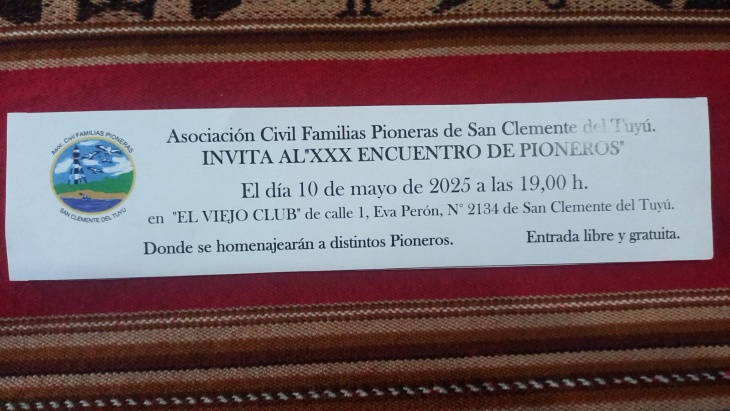 Asoc. Civil FAMILIAS PIONERAS
SAN CLEMENTE DEL TUYÚ
Asociación Civil Familias Pioneras de San Clemente del Tuyú.
INVITA AL"XXX ENCUENTRO DE PIONEROS"
El día 10 de mayo de 2025 a las 19,00 h.
en "EL VIEJO CLUB" de calle 1, Eva Perón, N° 2134 de San Clemente del Tuyú.
Donde se homenajearán a distintos Pioneros.
Entrada libre y gratuita.